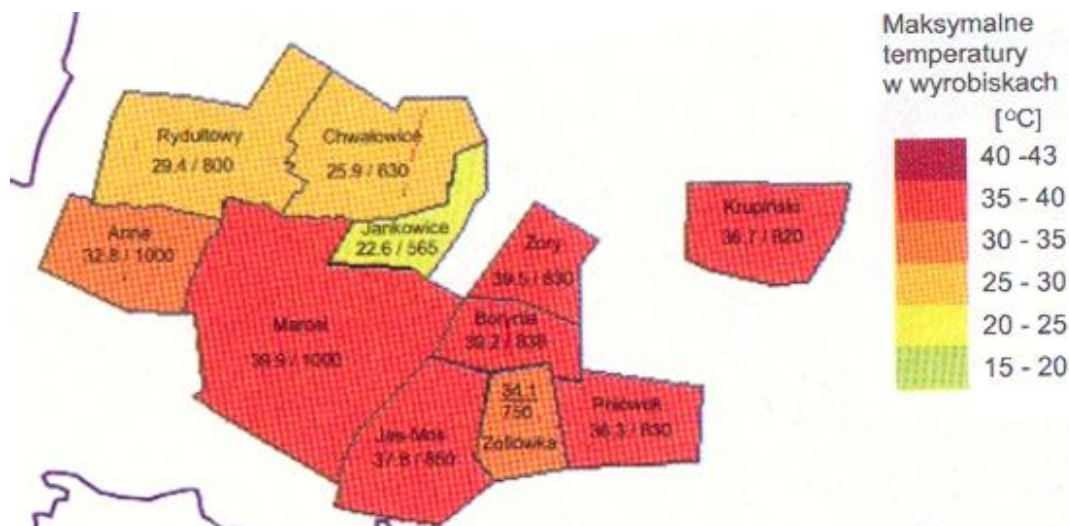 Maksymalne
temperatury
w wyrobiskach
[°C]
40 -43
35 - 40
30 - 35
25 - 30
20 - 25
15 - 20
Rydułtowy
29.4 / 800
Chwałowice
25.9 / 630
Anna
32.8 / 1000
Jankowice
22.6 / 565
Marcel
39.9 / 1000
Żory
39.5 / 830
Krupiński
36.7 / 820
Borynia
39.2 / 838
34.1
750
Zofiówka
Jas-Mos
37.8 / 850
Pniówek
36.3 / 830